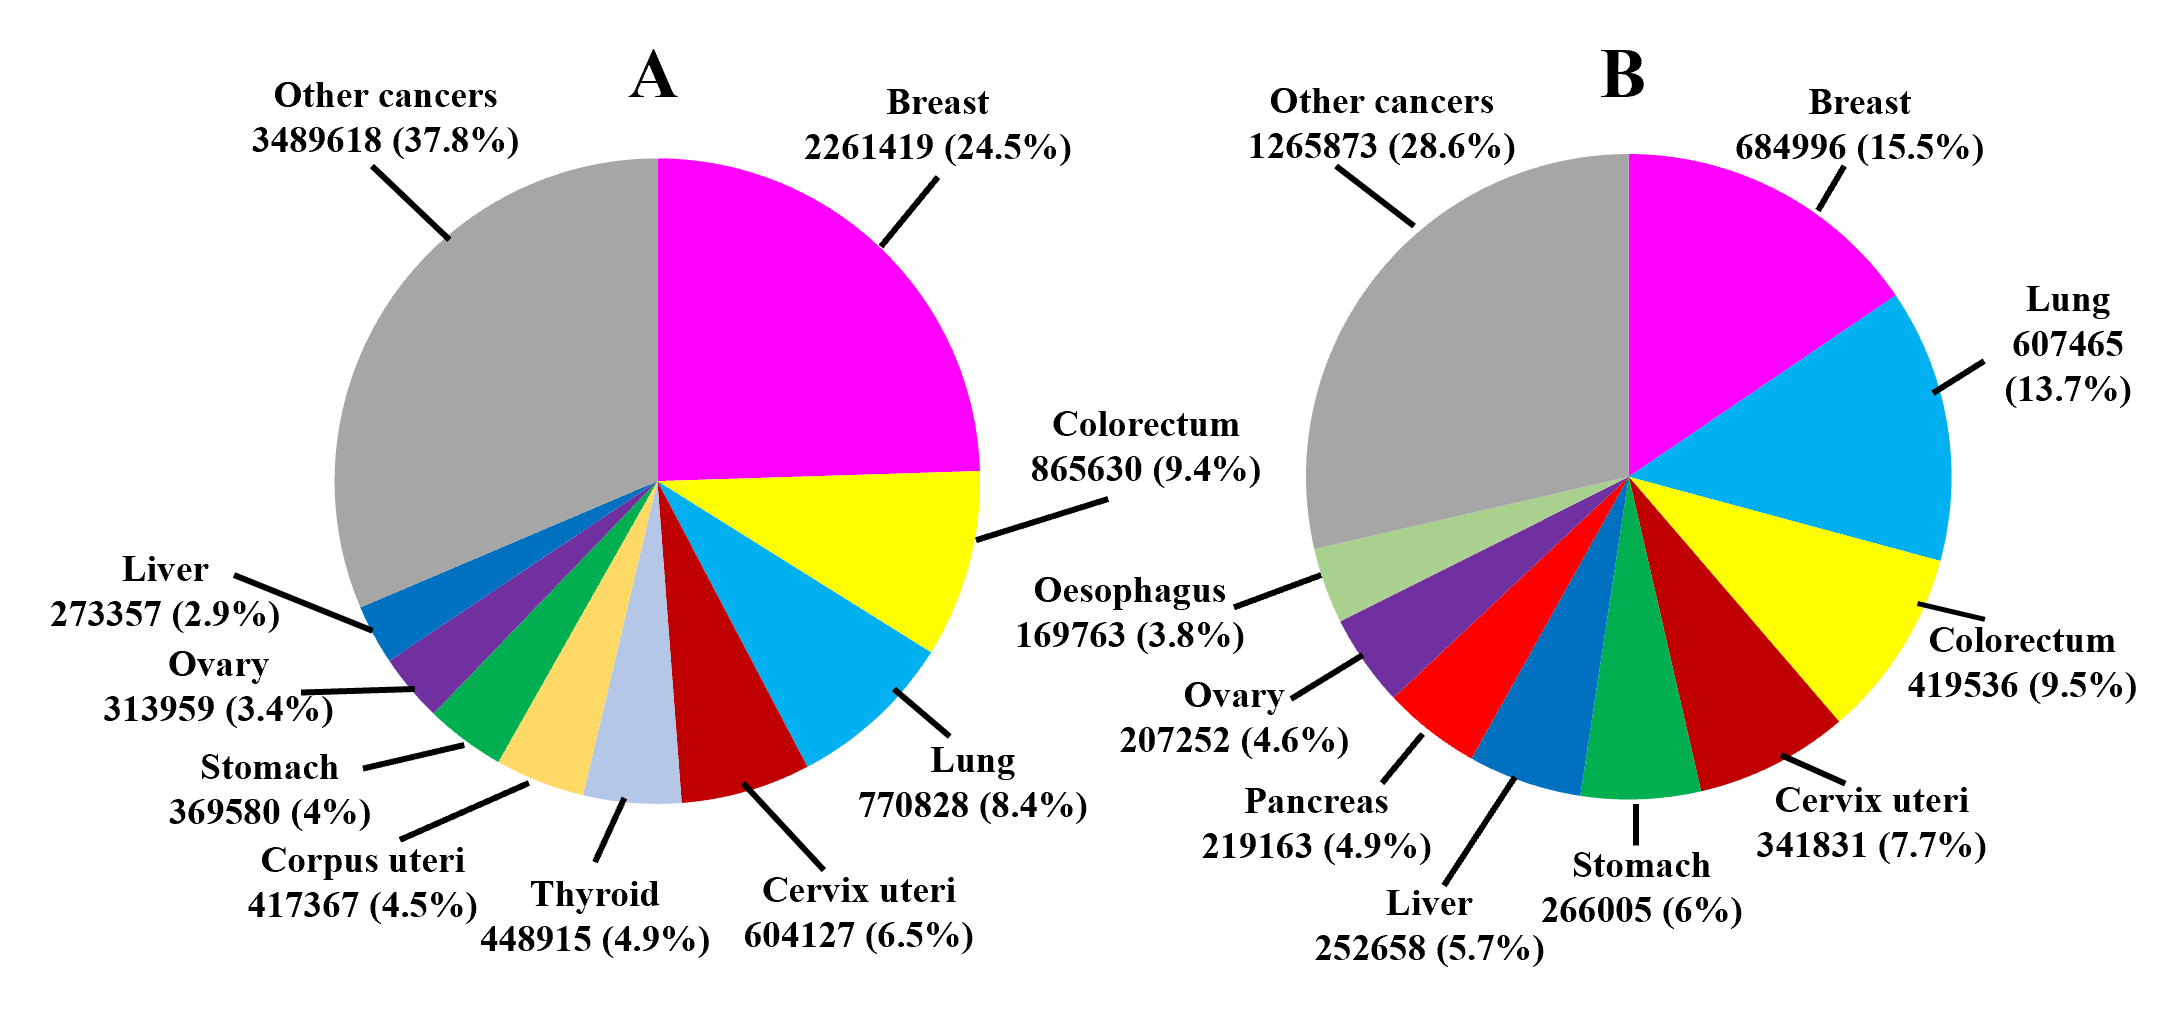 A
Other cancers
3489618 (37.8%)
Breast
2261419 (24.5%)
Colorectum
865630 (9.4%)
Lung
770828 (8.4%)
Cervix uteri
604127 (6.5%)
Thyroid
448915 (4.9%)
Corpus uteri
417367 (4.5%)
Stomach
369580 (4%)
Ovary
313959 (3.4%)
Liver
273357 (2.9%)
B
Other cancers
1265873 (28.6%)
Breast
684996 (15.5%)
Lung
607465
(13.7%)
Colorectum
419536 (9.5%)
Cervix uteri
341831 (7.7%)
Stomach
266005 (6%)
Liver
252658 (5.7%)
Pancreas
219163 (4.9%)
Ovary
207252 (4.6%)
Oesophagus
169763 (3.8%)